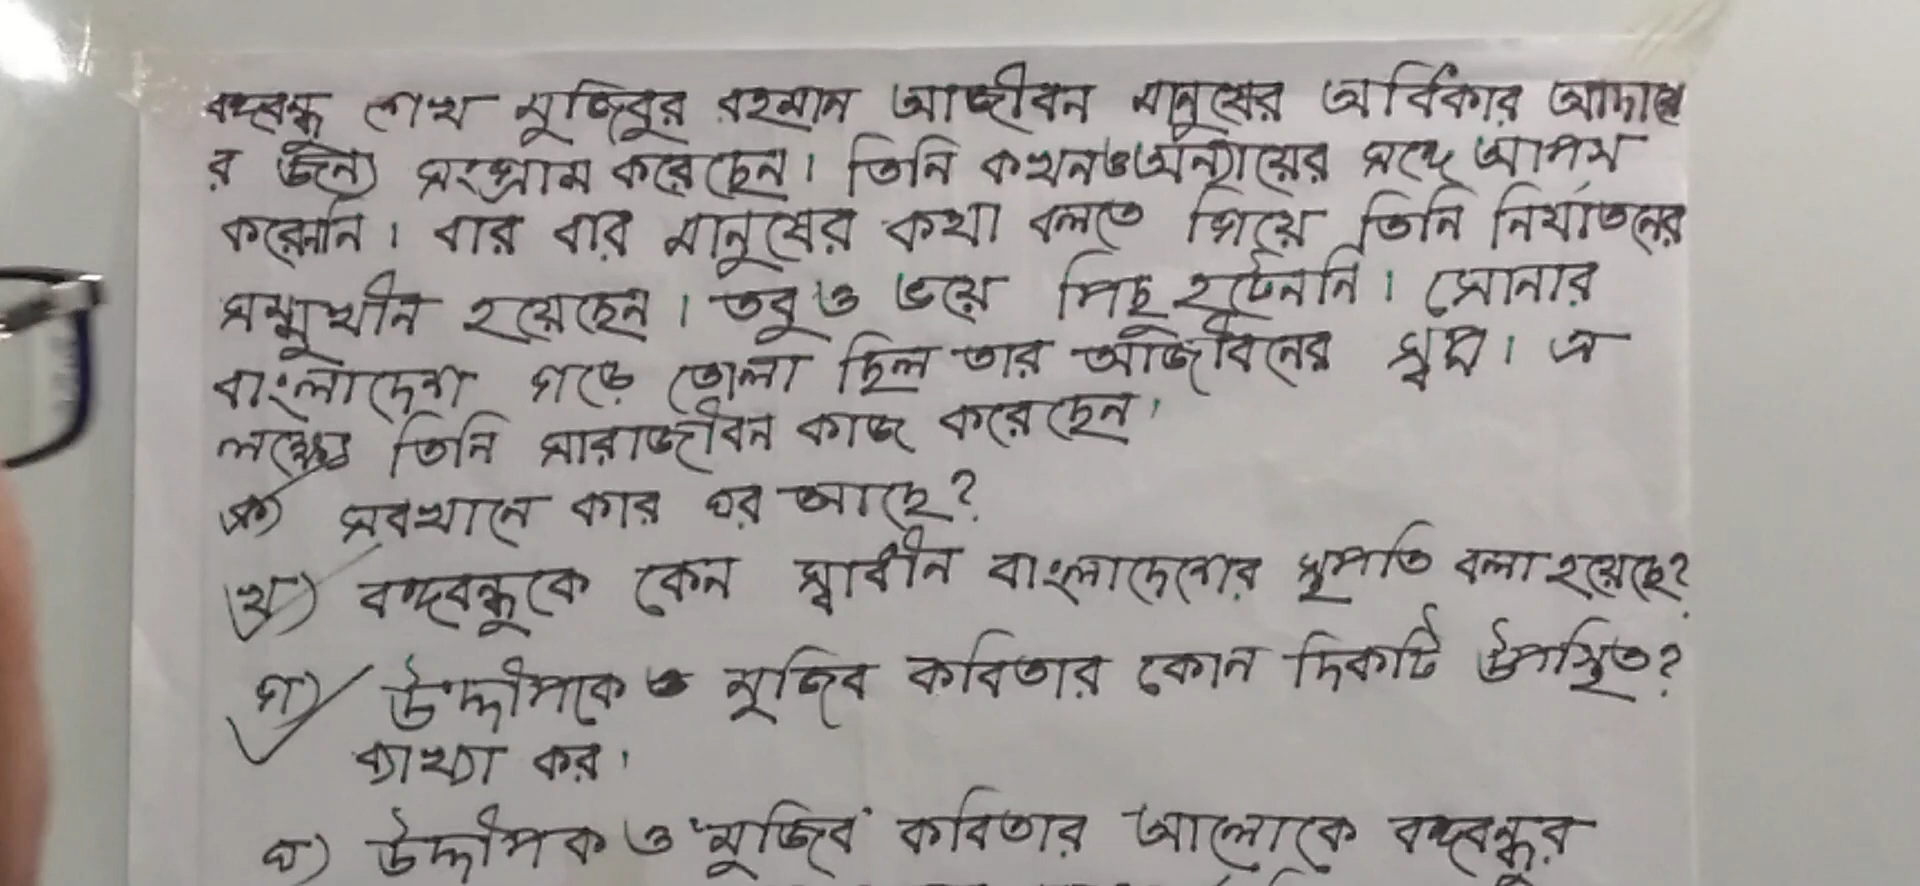 বঙ্গবন্ধু শেখ মুজিবুর রহমান আজীবন মানুষের অধিকার আদায়ে
র জন্য সংগ্রাম করেছেন। তিনি কখনও অন্যায়ের সঙ্গে আপস
করেননি। বার বার মানুষের কথা বলতে গিয়ে তিনি নির্যাতনের
সম্মুখীন হয়েছেন। তবুও ভয়ে পিছু হটেননি। সোনার
বাংলাদেশ গড়ে তোলা ছিল তার আজিবনের স্বপ্ন। এ
লক্ষ্যে তিনি সারাজীবন কাজ করেছেন।
ক) সবখানে কার ঘর আছে?
খ) বঙ্গবন্ধুকে কেন স্বাধীন বাংলাদেশের স্থপতি বলা হয়েছে?
গ) উদ্দীপকে ও মুজিব কবিতার কোন দিকটি উপস্থিত?
ব্যাখ্যা কর।
ঘ) উদ্দীপক ও 'মুজিব' কবিতার আলোকে বঙ্গবন্ধুর